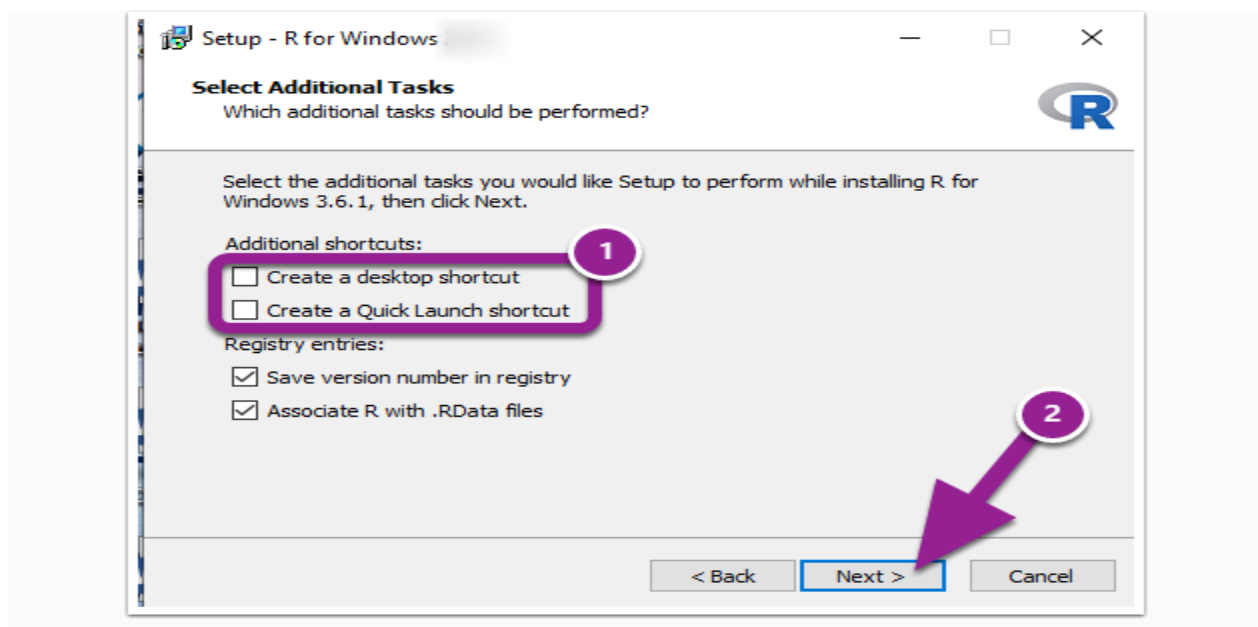 Setup - R for Windows
Select Additional Tasks
Which additional tasks should be performed?
R
Select the additional tasks you would like Setup to perform while installing R for
Windows 3.6.1, then click Next.
Additional shortcuts:
1
Create a desktop shortcut
Create a Quick Launch shortcut
Registry entries:
Save version number in registry
Associate R with .RData files
2
< Back Next > Cancel